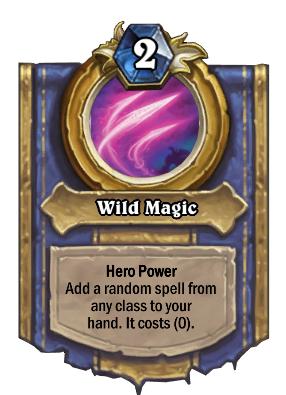 2
Wild Magic
Hero Power
Add a random spell from
any class to your
hand. It costs (0).